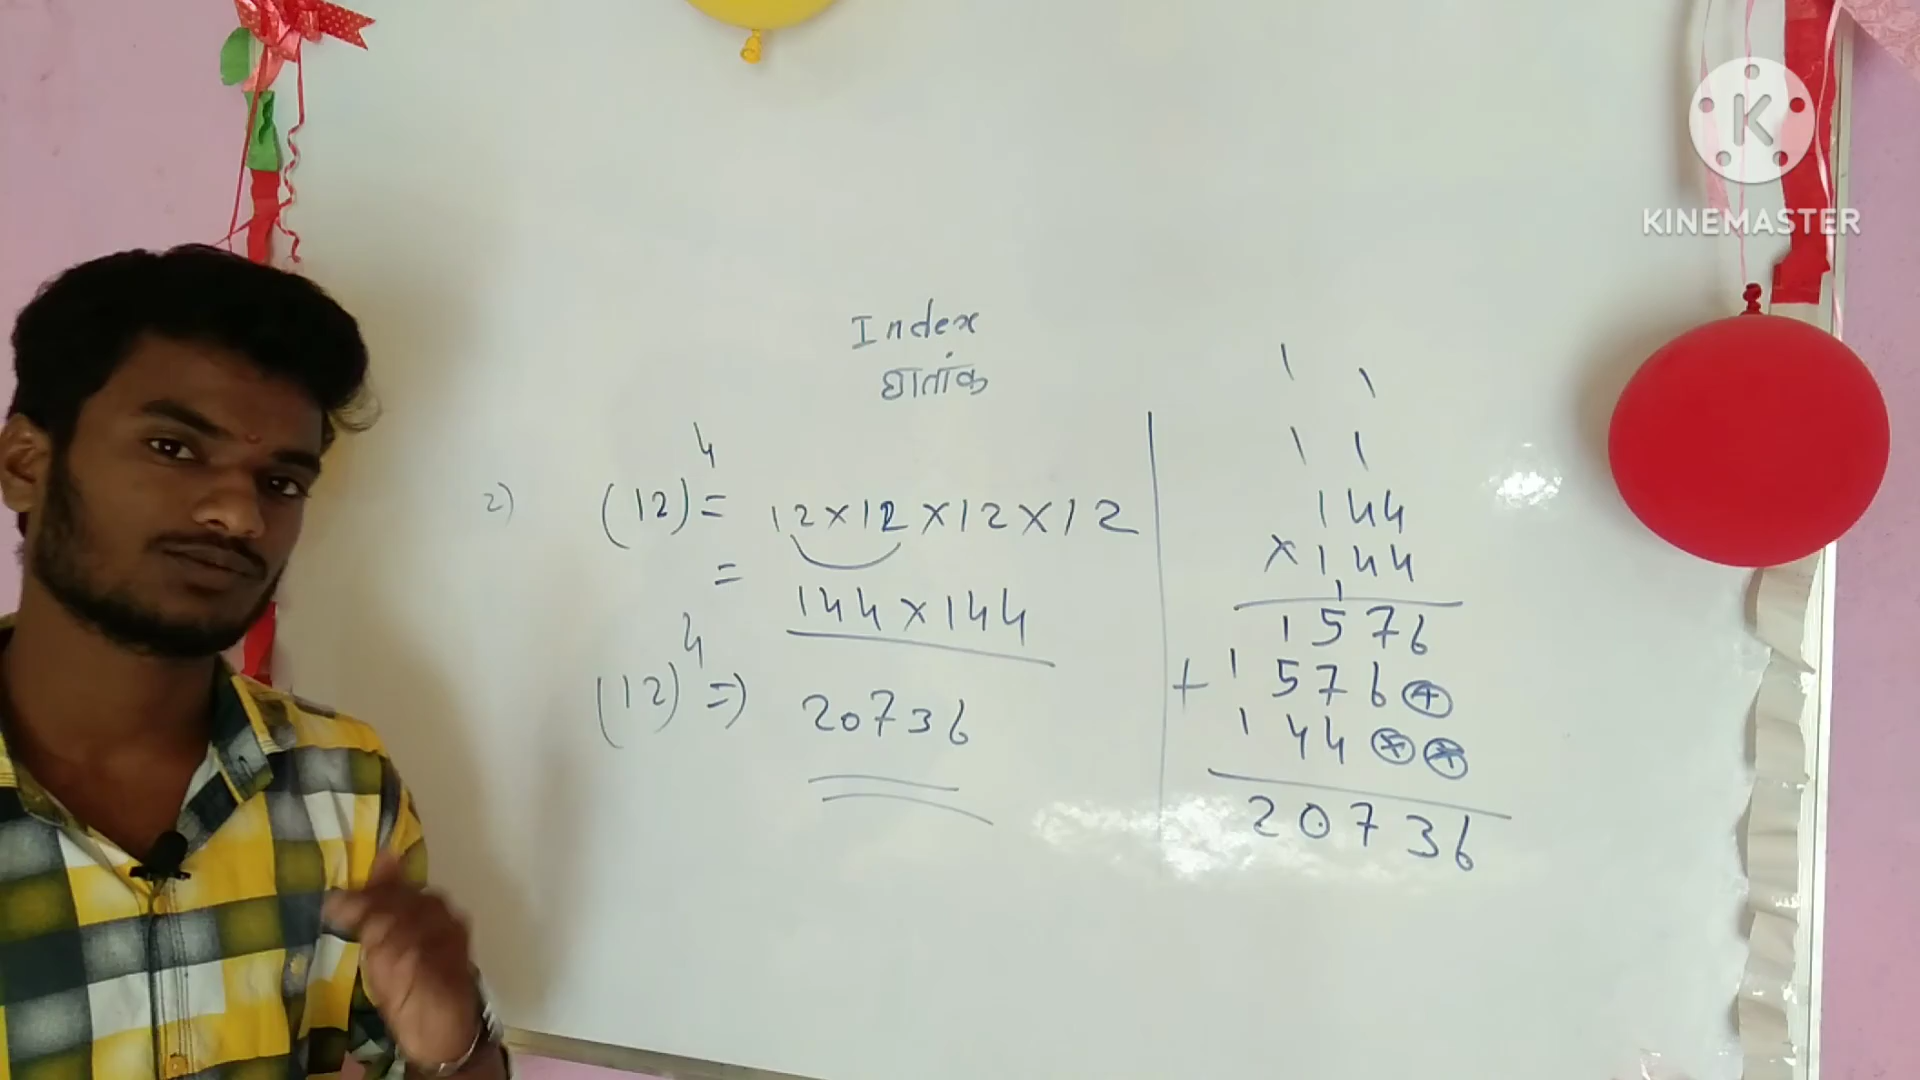 KINEMASTER
Index
घातांक
2) (12)⁴ = 12×12×12×12
= 144×144
(12)⁴ => 20736
1 1
1 1
144
×144
1
1576
+ 1576⊕
144⊗⊗
20736